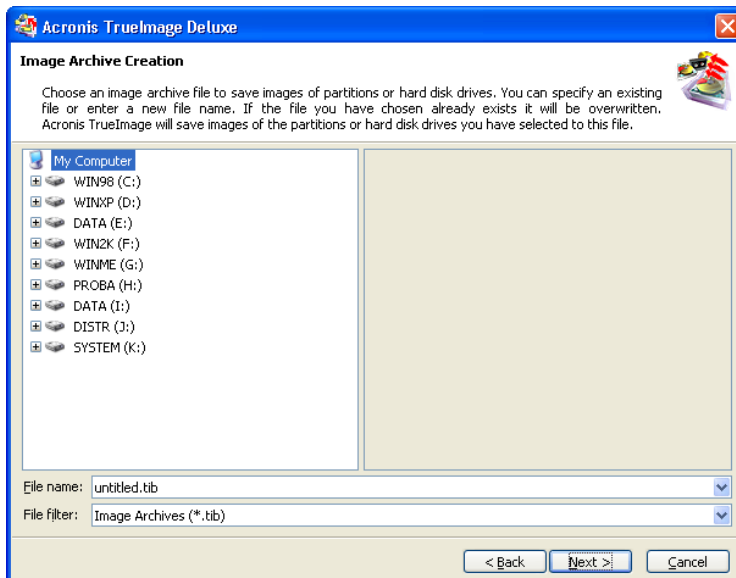 Acronis TrueImage Deluxe
Image Archive Creation
Choose an image archive file to save images of partitions or hard disk drives. You can specify an existing
file or enter a new file name. If the file you have chosen already exists it will be overwritten.
Acronis TrueImage will save images of the partitions or hard disk drives you have selected to this file.
My Computer
WIN98 (C:)
WINXP (D:)
DATA (E:)
WIN2K (F:)
WINME (G:)
PROBA (H:)
DATA (I:)
DISTR (J:)
SYSTEM (K:)
File name: untitled.tib
File filter: Image Archives (*.tib)
< Back Next > Cancel